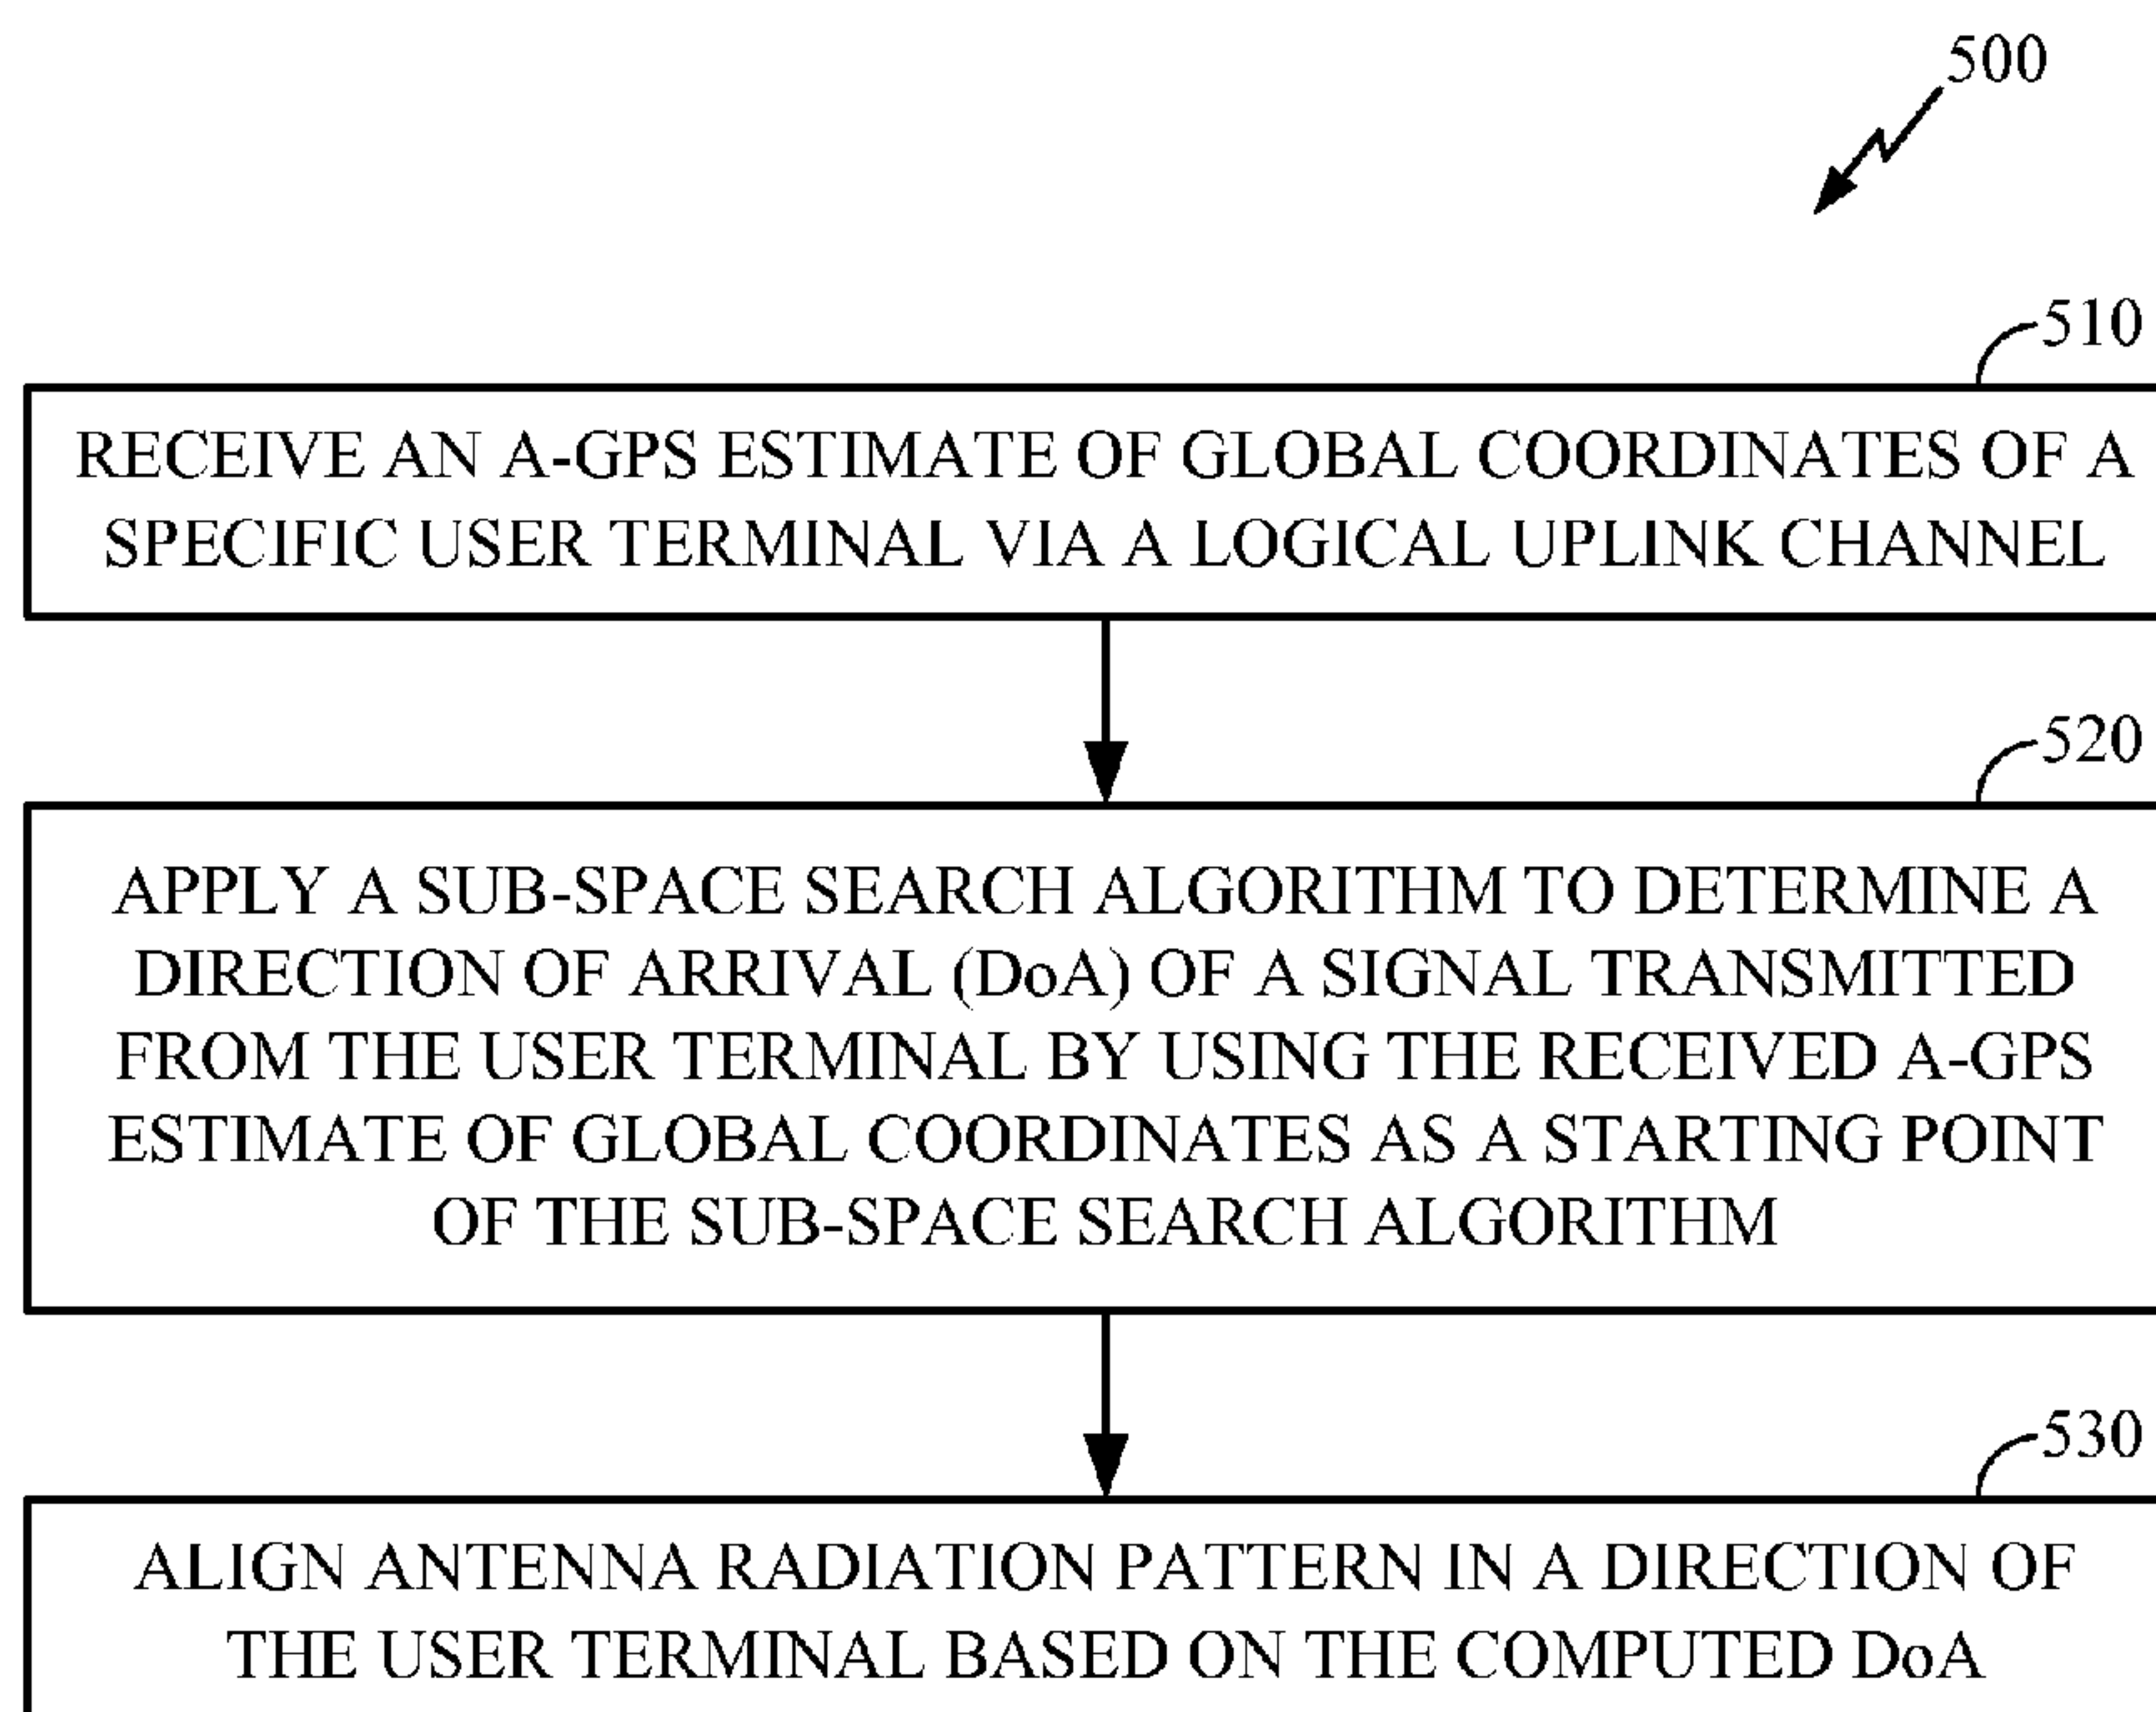 500
510
RECEIVE AN A-GPS ESTIMATE OF GLOBAL COORDINATES OF A
SPECIFIC USER TERMINAL VIA A LOGICAL UPLINK CHANNEL
520
APPLY A SUB-SPACE SEARCH ALGORITHM TO DETERMINE A
DIRECTION OF ARRIVAL (DoA) OF A SIGNAL TRANSMITTED
FROM THE USER TERMINAL BY USING THE RECEIVED A-GPS
ESTIMATE OF GLOBAL COORDINATES AS A STARTING POINT
OF THE SUB-SPACE SEARCH ALGORITHM
530
ALIGN ANTENNA RADIATION PATTERN IN A DIRECTION OF
THE USER TERMINAL BASED ON THE COMPUTED DoA